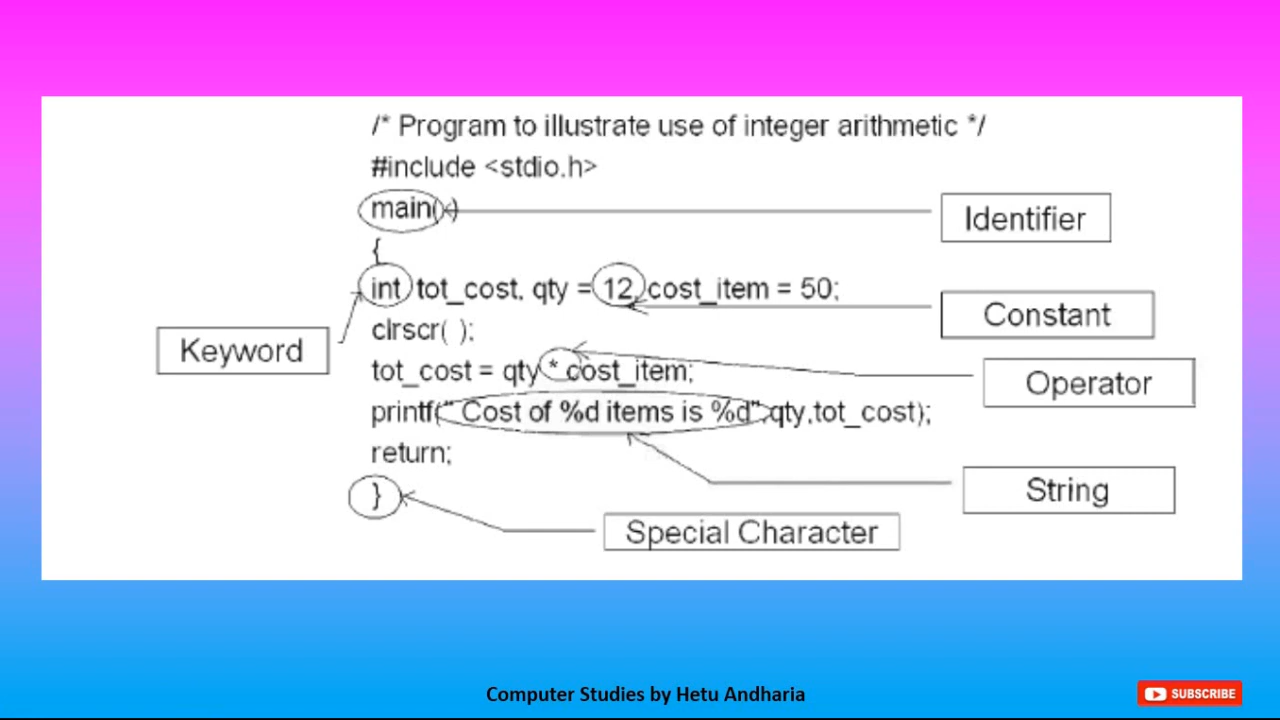 /* Program to illustrate use of integer arithmetic */
#include <stdio.h>
main( )
Identifier
{
int tot_cost, qty = 12, cost_item = 50;
Constant
clrscr( );
Keyword
tot_cost = qty * cost_item;
Operator
printf(" Cost of %d items is %d",qty,tot_cost);
return;
String
}
Special Character
Computer Studies by Hetu Andharia
SUBSCRIBE